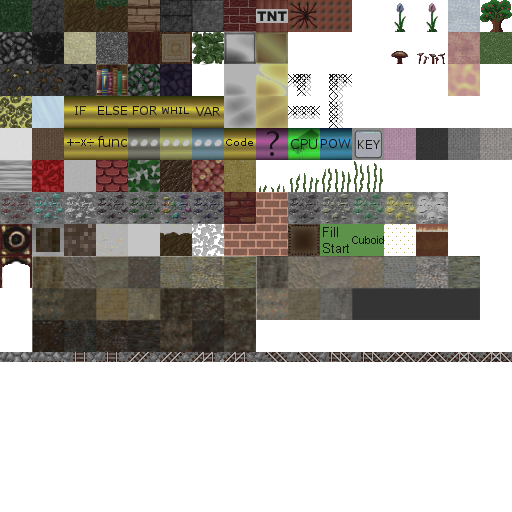 TNT
IF ELSE FOR WHIL VAR
+-×÷ func Code ? CPU POW KEY
Fill Cuboid
Start